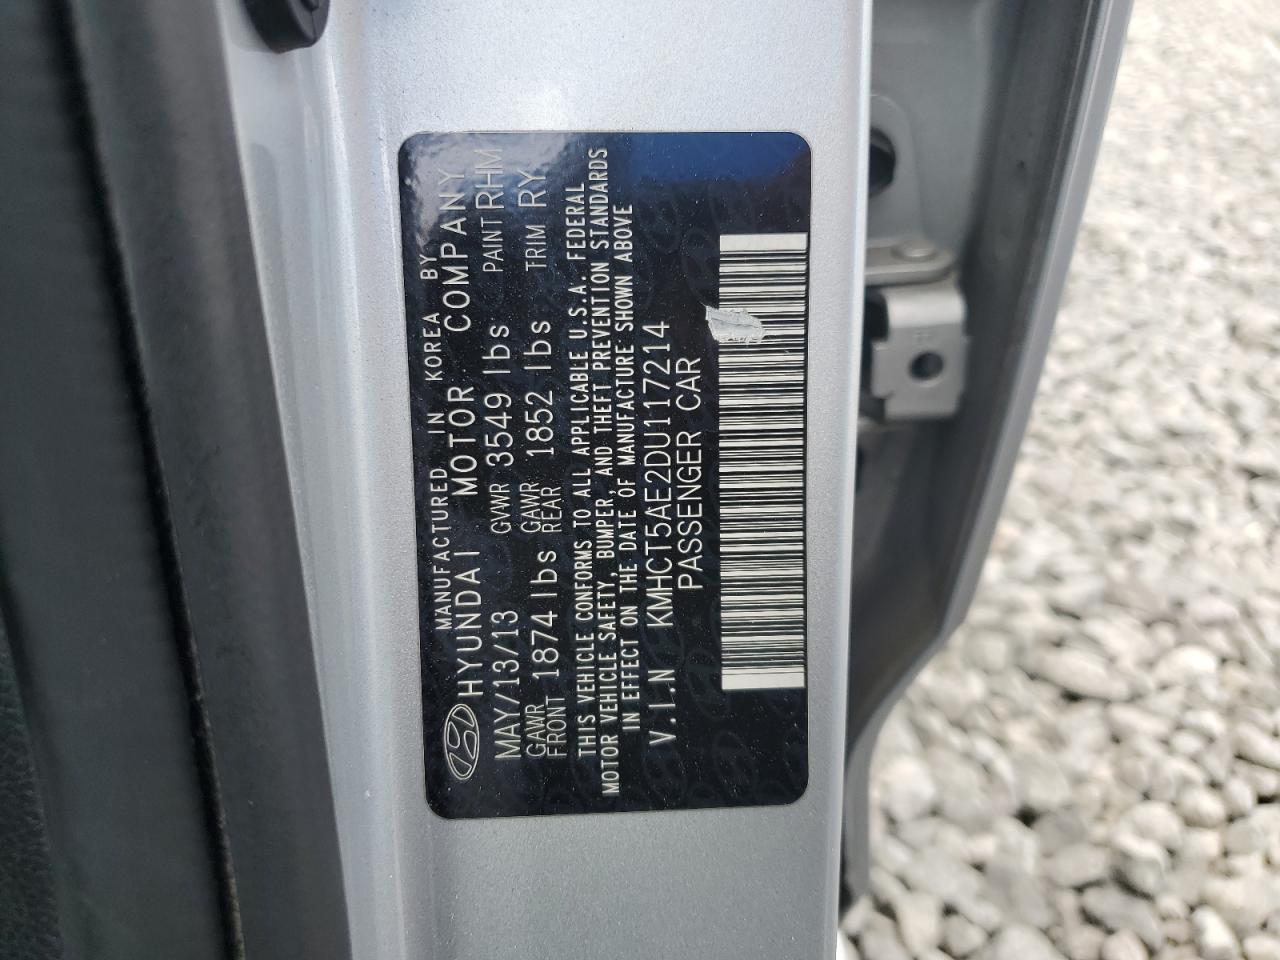 MANUFACTURED IN KOREA BY
HYUNDAI MOTOR COMPANY
MAY/13/13 GVWR 3549 lbs PAINT RHM
GAWR FRONT 1874 lbs GAWR REAR 1852 lbs TRIM RY
THIS VEHICLE CONFORMS TO ALL APPLICABLE U.S.A. FEDERAL
MOTOR VEHICLE SAFETY, BUMPER, AND THEFT PREVENTION STANDARDS
IN EFFECT ON THE DATE OF MANUFACTURE SHOWN ABOVE
V.I.N KMHCT5AE2DU117214
PASSENGER CAR